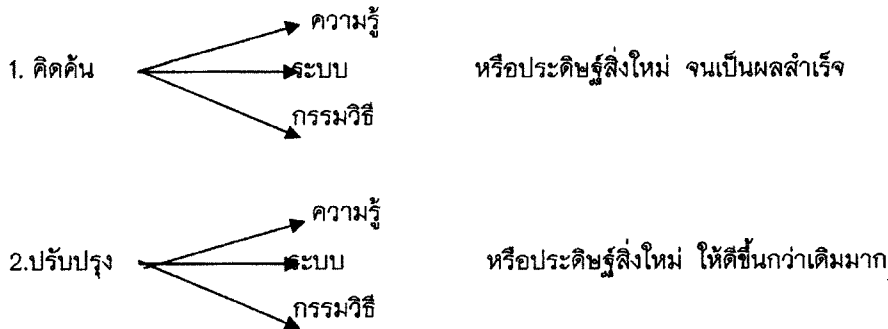 ความรู้
1. คิดค้น ระบบ หรือประดิษฐ์สิ่งใหม่ จนเป็นผลสำเร็จ
กรรมวิธี
ความรู้
2.ปรับปรุง ระบบ หรือประดิษฐ์สิ่งใหม่ ให้ดีขึ้นกว่าเดิมมาก
กรรมวิธี